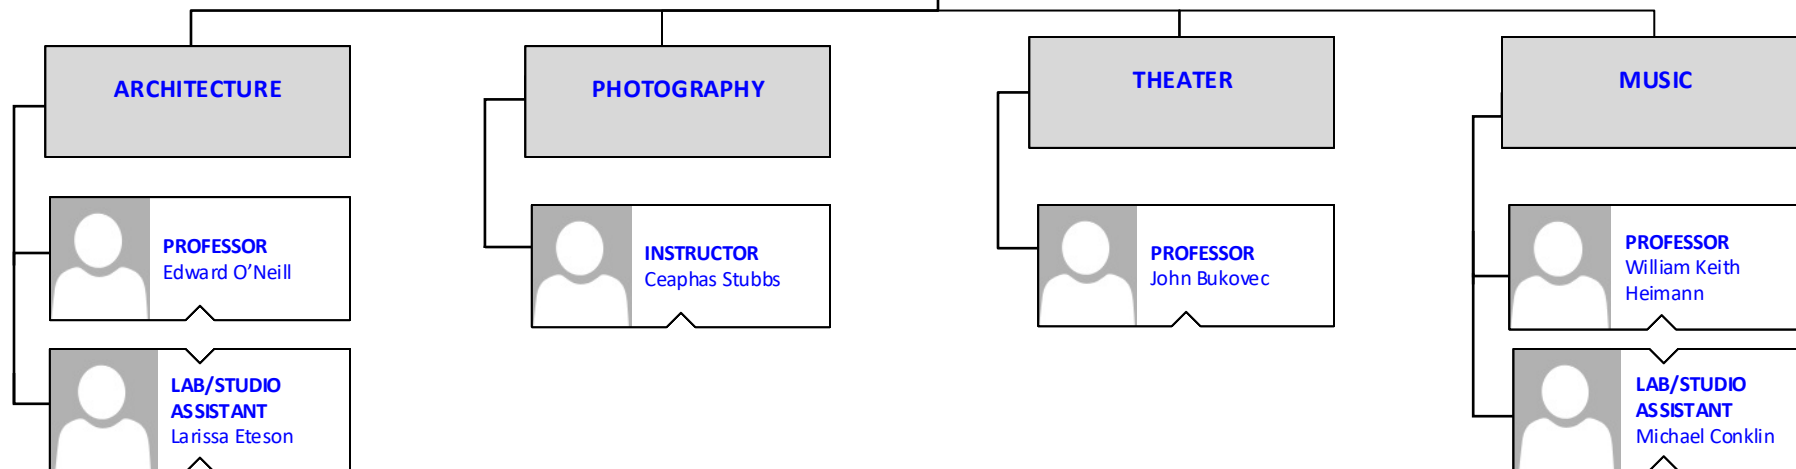 ARCHITECTURE
PHOTOGRAPHY
THEATER
MUSIC
PROFESSOR
Edward O’Neill
INSTRUCTOR
Ceaphas Stubbs
PROFESSOR
John Bukovec
PROFESSOR
William Keith
Heimann
LAB/STUDIO
ASSISTANT
Larissa Eteson
LAB/STUDIO
ASSISTANT
Michael Conklin